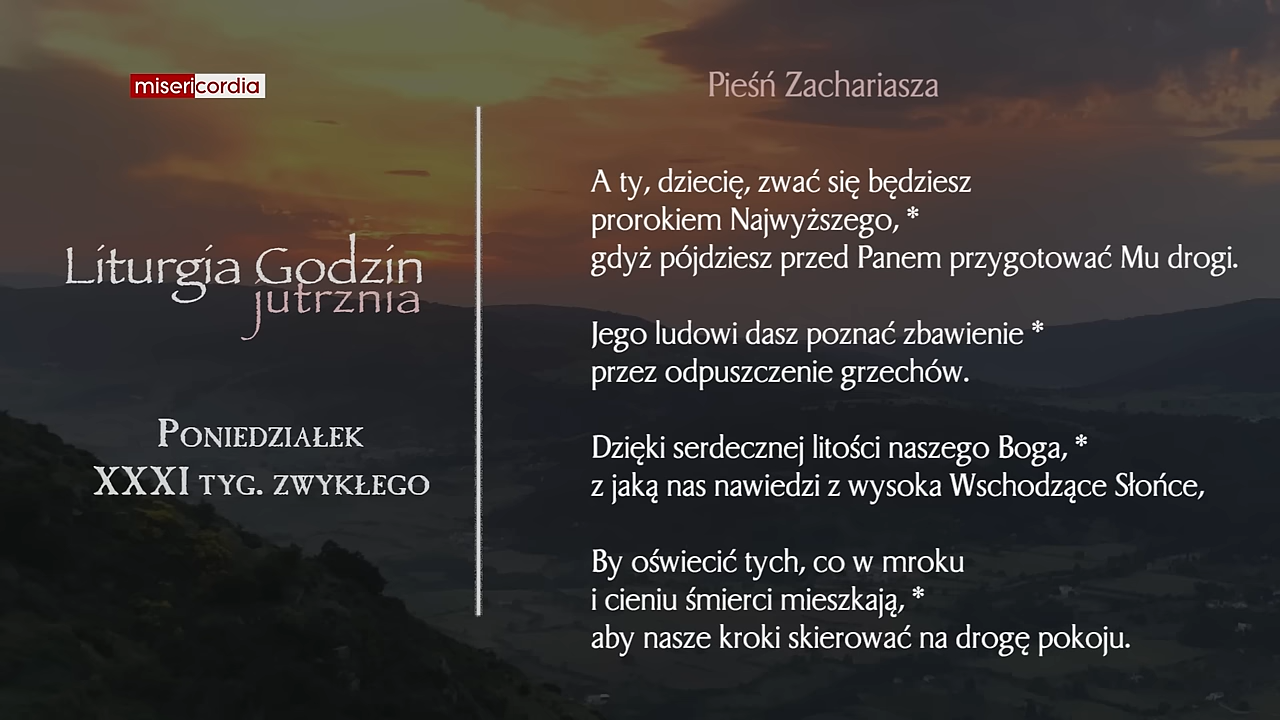 misericordia
Liturgia Godzin
jutrznia
Poniedziałek
XXXI tyg. zwykłego
Pieśń Zachariasza
A ty, dziecię, zwać się będziesz
prorokiem Najwyższego, *
gdyż pójdziesz przed Panem przygotować Mu drogi.
Jego ludowi dasz poznać zbawienie *
przez odpuszczenie grzechów.
Dzięki serdecznej litości naszego Boga, *
z jaką nas nawiedzi z wysoka Wschodzące Słońce,
By oświecić tych, co w mroku
i cieniu śmierci mieszkają, *
aby nasze kroki skierować na drogę pokoju.